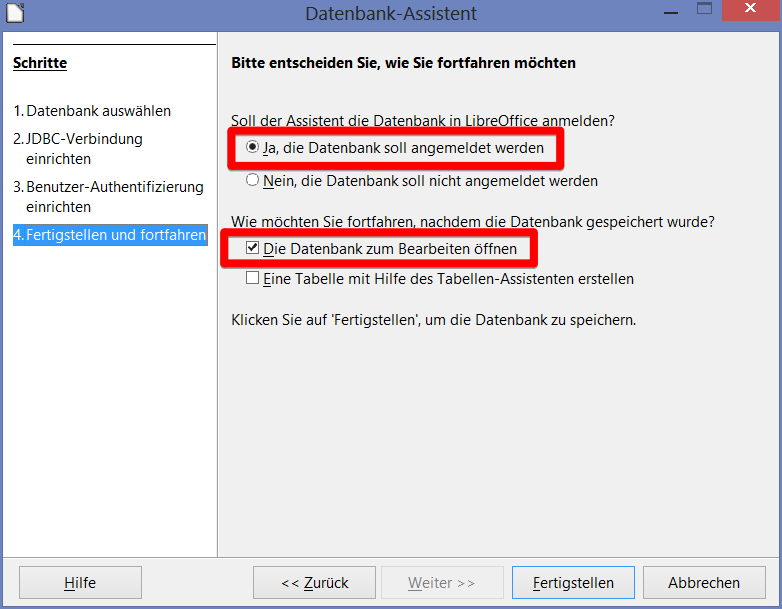 Datenbank-Assistent
Schritte
1. Datenbank auswählen
2. JDBC-Verbindung
einrichten
3. Benutzer-Authentifizierung
einrichten
4. Fertigstellen und fortfahren
Bitte entscheiden Sie, wie Sie fortfahren möchten
Soll der Assistent die Datenbank in LibreOffice anmelden?
Ja, die Datenbank soll angemeldet werden
Nein, die Datenbank soll nicht angemeldet werden
Wie möchten Sie fortfahren, nachdem die Datenbank gespeichert wurde?
Die Datenbank zum Bearbeiten öffnen
Eine Tabelle mit Hilfe des Tabellen-Assistenten erstellen
Klicken Sie auf 'Fertigstellen', um die Datenbank zu speichern.
Hilfe
<< Zurück
Weiter >>
Fertigstellen
Abbrechen